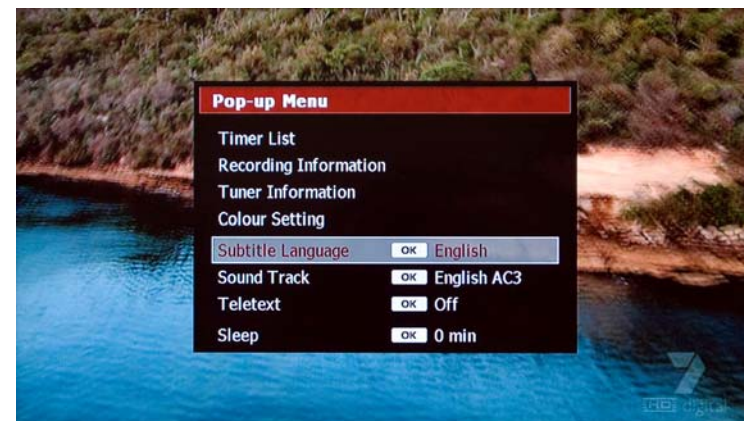 Pop-up Menu
Timer List
Recording Information
Tuner Information
Colour Setting
Subtitle Language OK English
Sound Track OK English AC3
Teletext OK Off
Sleep OK 0 min
7
HD digital